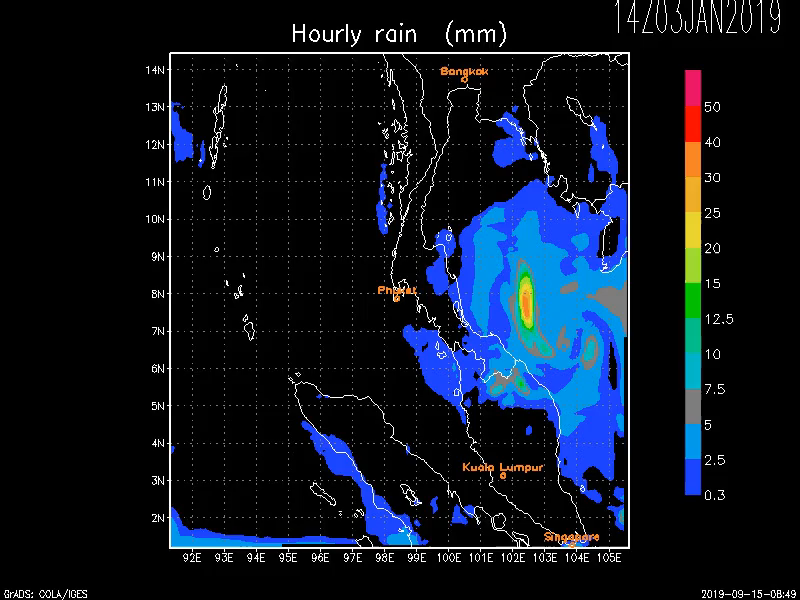 14Z03JAN2019
Hourly rain (mm)
14N
13N
12N
11N
10N
9N
8N
7N
6N
5N
4N
3N
2N
Bangkok
Phuket
Kuala Lumpur
Singapore
92E 93E 94E 95E 96E 97E 98E 99E 100E 101E 102E 103E 104E 105E
50
40
30
25
20
15
12.5
10
7.5
5
2.5
0.3
GrADS: COLA/IGES
2019-09-15-08:49